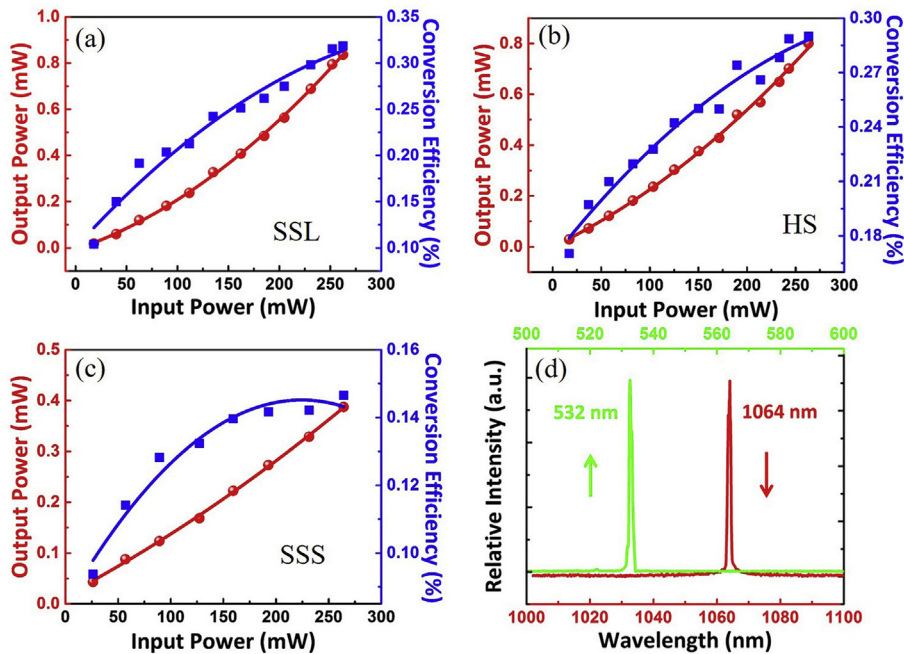 (a)
1.0
0.8
0.6
0.4
0.2
0.0
Output Power (mW)
0.35
0.30
0.25
0.20
0.15
0.10
Conversion Efficiency (%)
SSL
0 50 100 150 200 250 300
Input Power (mW)
(b)
0.8
0.6
0.4
0.2
0.0
Output Power (mW)
0.30
0.27
0.24
0.21
0.18
Conversion Efficiency (%)
HS
0 50 100 150 200 250 300
Input Power (mW)
(c)
0.5
0.4
0.3
0.2
0.1
0.0
Output Power (mW)
0.16
0.14
0.12
0.10
Conversion Efficiency (%)
SSS
0 50 100 150 200 250 300
Input Power (mW)
500 520 540 560 580 600
(d)
Relative Intensity (a.u.)
532 nm
1064 nm
1000 1020 1040 1060 1080 1100
Wavelength (nm)